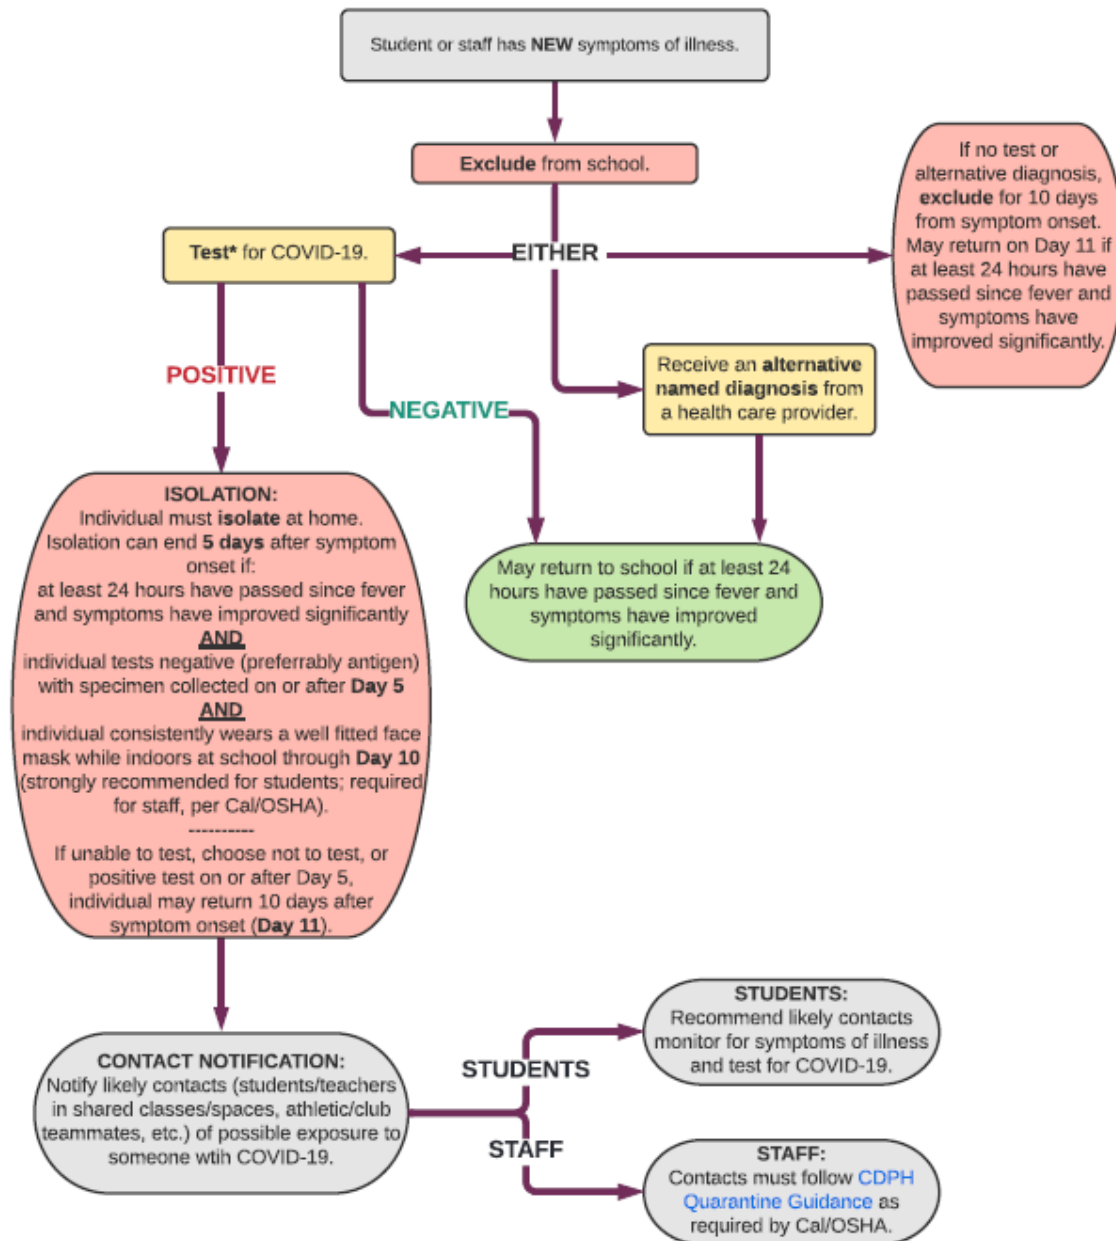 Student or staff has NEW symptoms of illness.
Exclude from school.
If no test or
alternative diagnosis,
exclude for 10 days
from symptom onset.
May return on Day 11 if
at least 24 hours have
passed since fever and
symptoms have
improved significantly.
Test* for COVID-19.
EITHER
POSITIVE
NEGATIVE
Receive an alternative
named diagnosis from
a health care provider.
ISOLATION:
Individual must isolate at home.
Isolation can end 5 days after symptom
onset if:
at least 24 hours have passed since fever
and symptoms have improved significantly
AND
individual tests negative (preferrably antigen)
with specimen collected on or after Day 5
AND
individual consistently wears a well fitted face
mask while indoors at school through Day 10
(strongly recommended for students; required
for staff, per Cal/OSHA).
----------
If unable to test, choose not to test, or
positive test on or after Day 5,
individual may return 10 days after
symptom onset (Day 11).
May return to school if at least 24
hours have passed since fever and
symptoms have improved
significantly.
CONTACT NOTIFICATION:
Notify likely contacts (students/teachers
in shared classes/spaces, athletic/club
teammates, etc.) of possible exposure to
someone wtih COVID-19.
STUDENTS
STAFF
STUDENTS:
Recommend likely contacts
monitor for symptoms of illness
and test for COVID-19.
STAFF:
Contacts must follow CDPH
Quarantine Guidance as
required by Cal/OSHA.